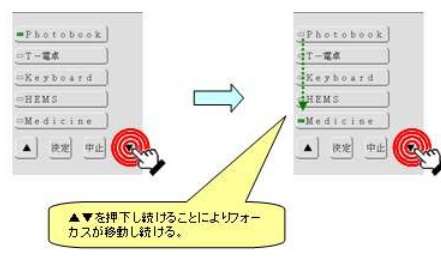 Photobook
T-電卓
Keyboard
HEMS
Medicine
▲ 決定 中止 ▼
Photobook
T-電卓
Keyboard
HEMS
Medicine
▲ 決定 中止 ▼
▲▼を押下し続けることによりフォー
カスが移動し続ける。